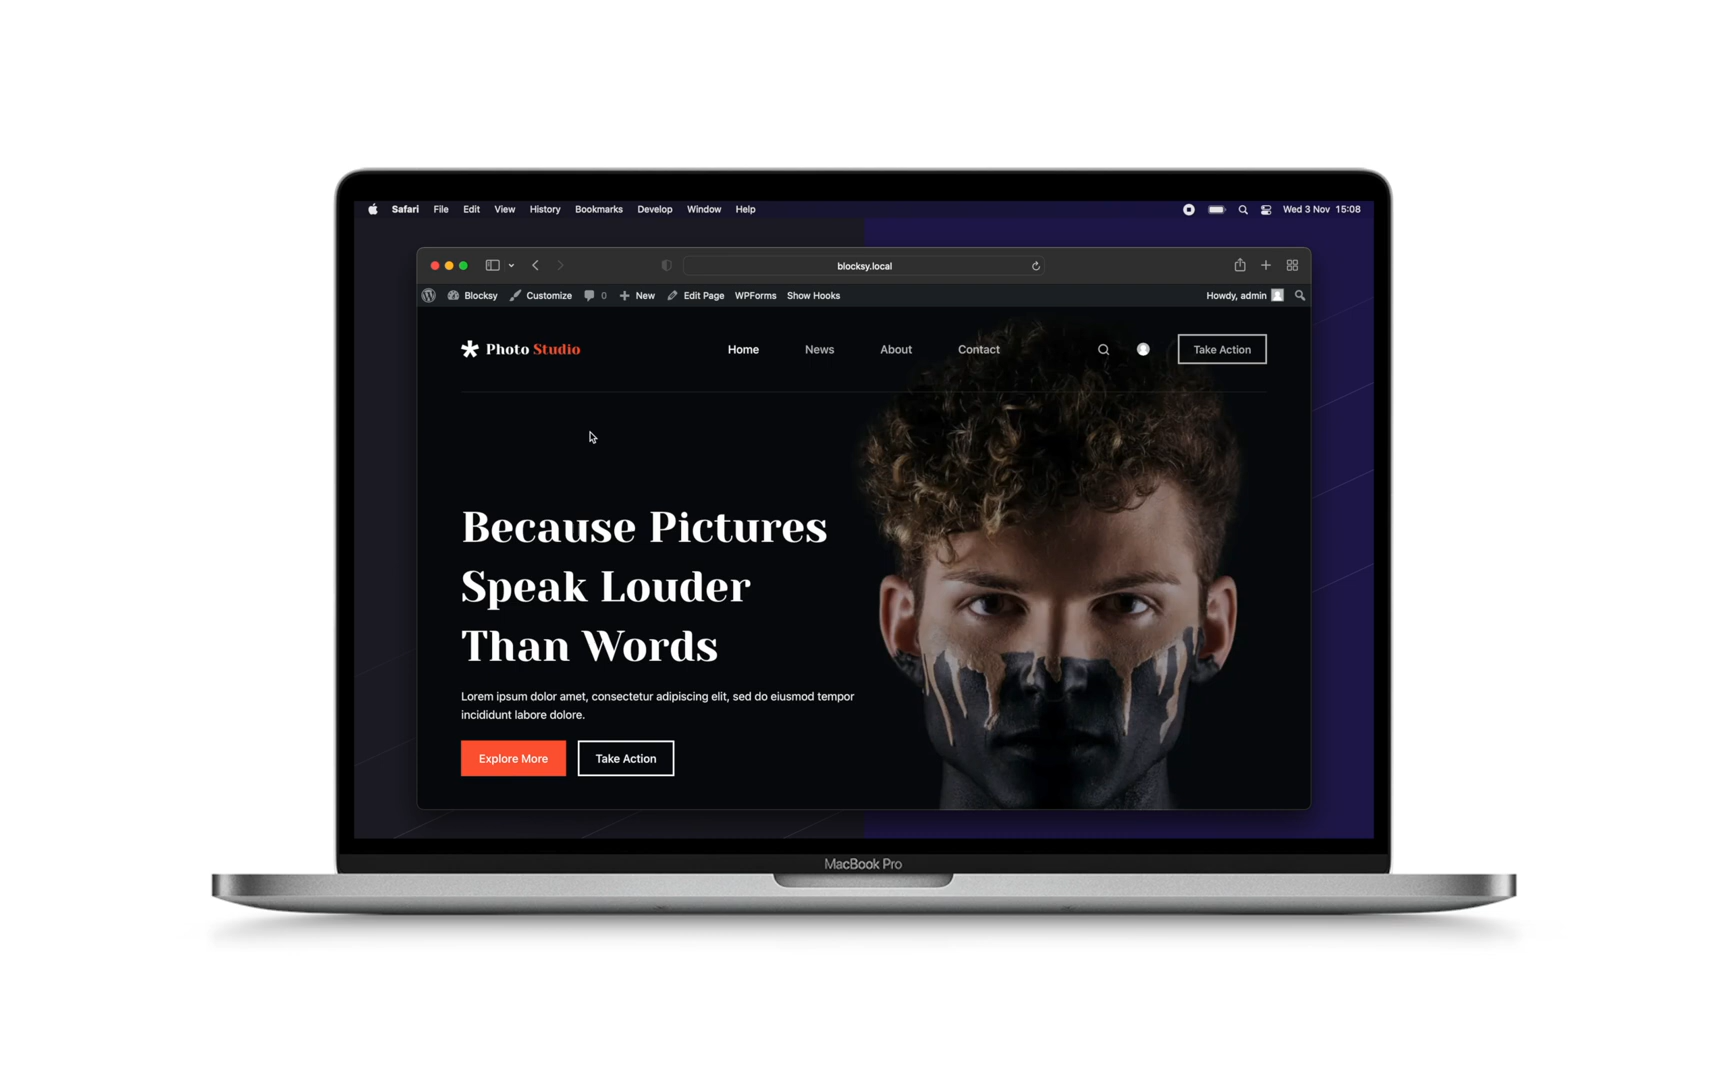 Safari File Edit View History Bookmarks Develop Window Help Wed 3 Nov 15:08
blocksy.local
Blocksy Customize 0 New Edit Page WPForms Show Hooks Howdy, admin
Photo Studio Home News About Contact Take Action
Because Pictures
Speak Louder
Than Words
Lorem ipsum dolor amet, consectetur adipiscing elit, sed do eiusmod tempor
incididunt labore dolore.
Explore More Take Action
MacBook Pro